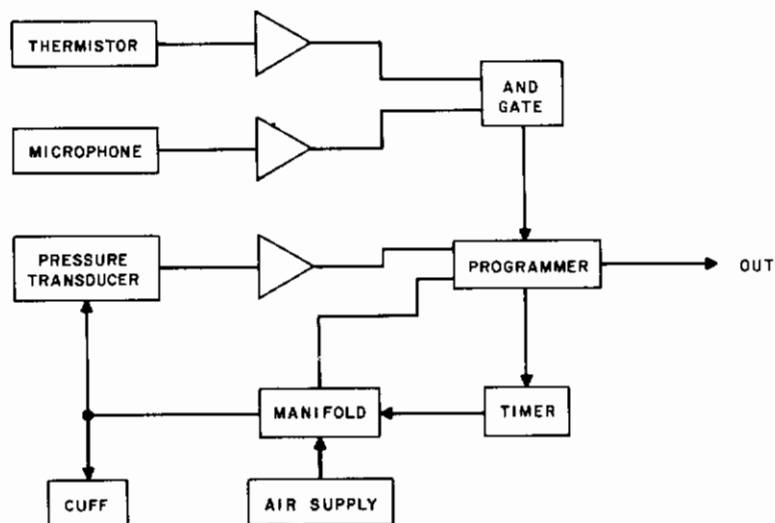 THERMISTOR
AND
GATE
MICROPHONE
PRESSURE
TRANSDUCER
PROGRAMMER
OUT
MANIFOLD
TIMER
CUFF
AIR SUPPLY